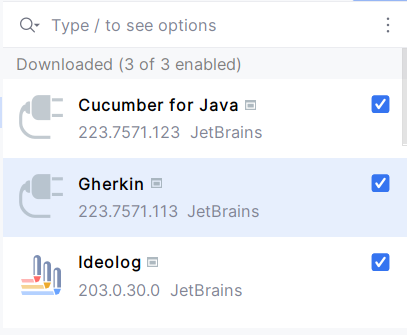 Type / to see options
Downloaded (3 of 3 enabled)
Cucumber for Java
223.7571.123 JetBrains
Gherkin
223.7571.113 JetBrains
Ideolog
203.0.30.0 JetBrains